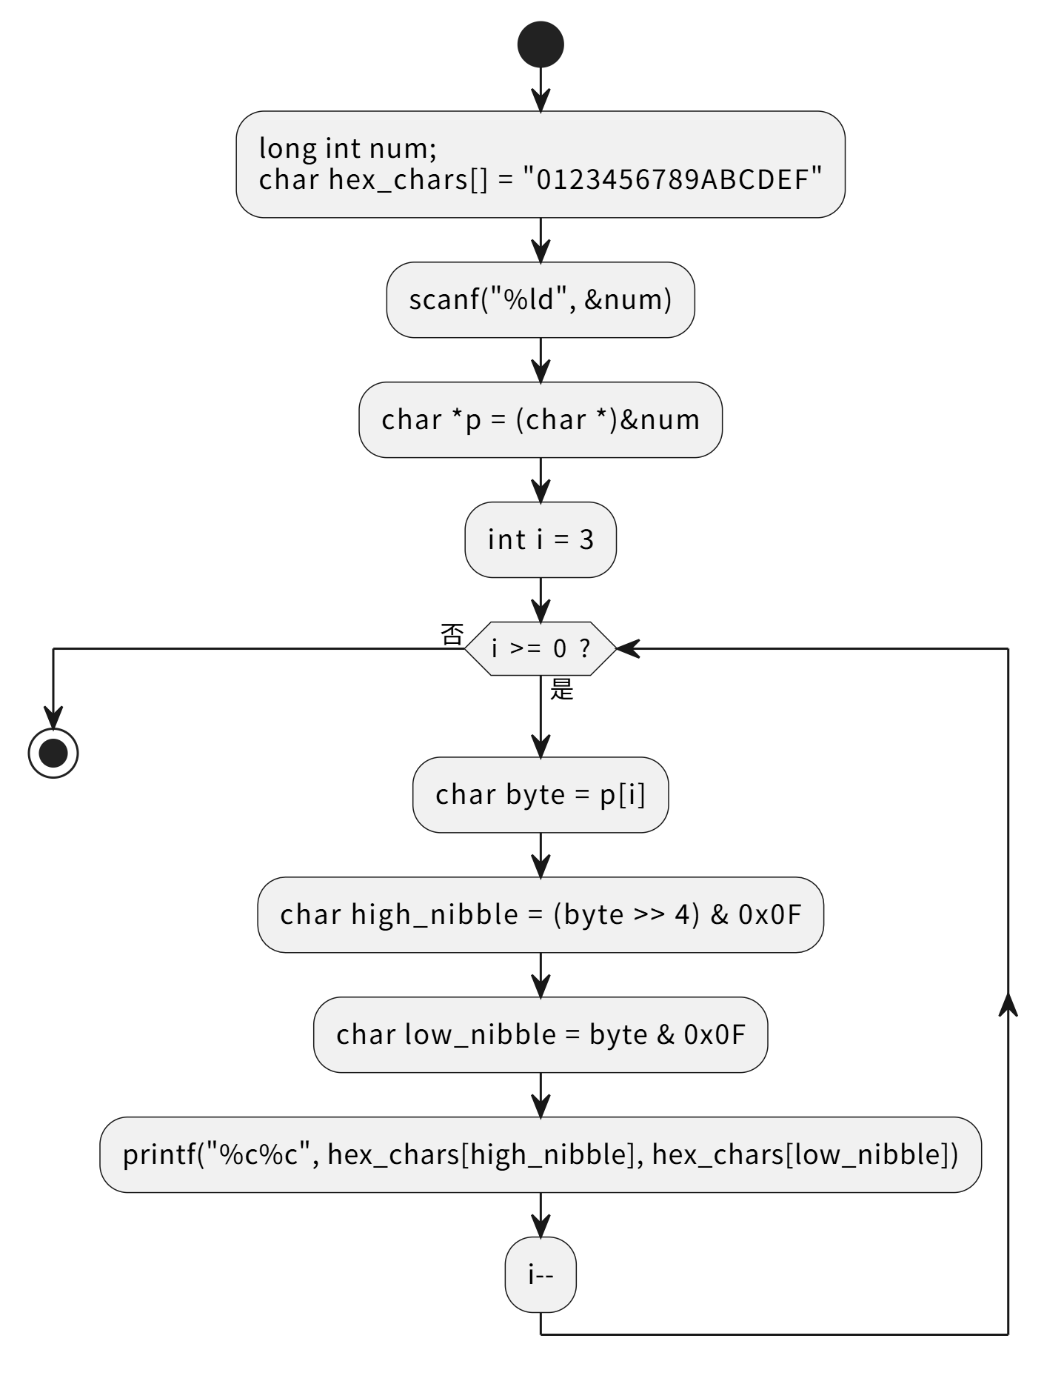 long int num;
char hex_chars[] = "0123456789ABCDEF"
scanf("%ld", &num)
char *p = (char *)&num
int i = 3
否
i >= 0 ?
是
char byte = p[i]
char high_nibble = (byte >> 4) & 0x0F
char low_nibble = byte & 0x0F
printf("%c%c", hex_chars[high_nibble], hex_chars[low_nibble])
i--